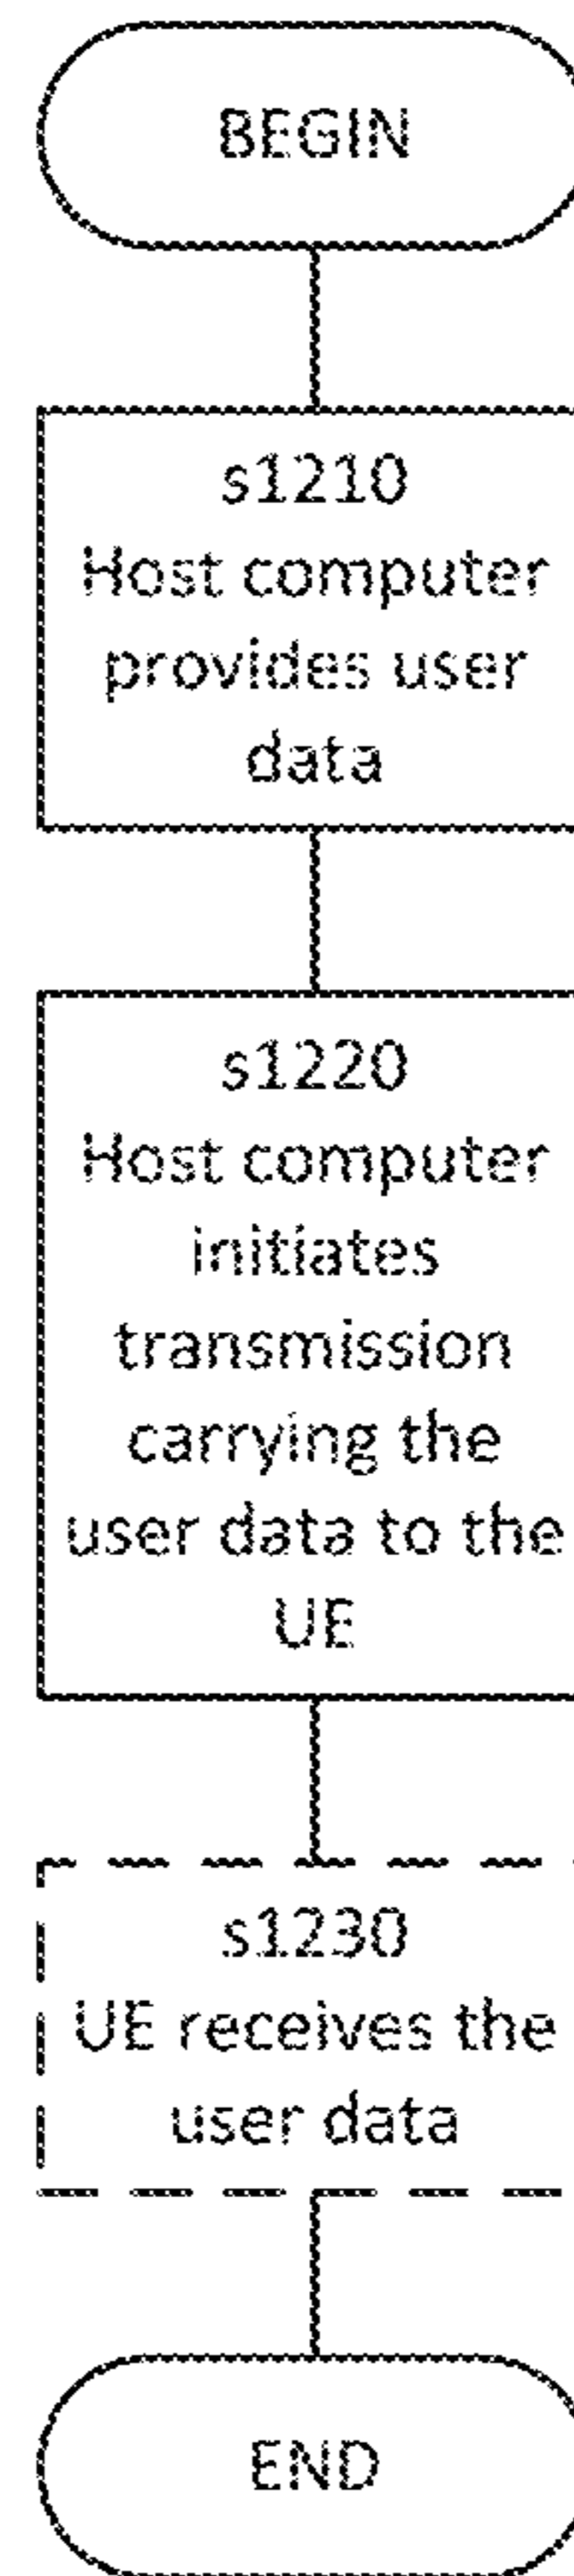 BEGIN
s1210
Host computer
provides user
data
s1220
Host computer
initiates
transmission
carrying the
user data to the
UE
s1230
UE receives the
user data
END